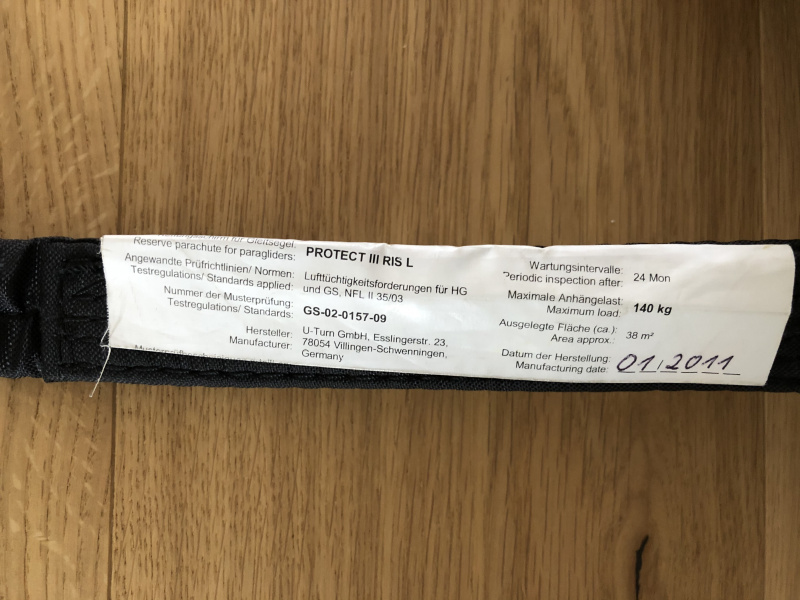 für Gleitsegel:
Reserve parachute for paragliders: PROTECT III RIS L
Angewandte Prüfrichtlinien/ Normen:
Testregulations/ Standards applied:
Lufttüchtigkeitsforderungen für HG
und GS, NFL II 35/03
Nummer der Musterprüfung:
Testregulations/ Standards: GS-02-0157-09
Hersteller:
Manufacturer:
U-Turn GmbH, Esslingerstr. 23,
78054 Villingen-Schwenningen,
Germany
Wartungsintervalle:
Periodic inspection after: 24 Mon
Maximale Anhängelast:
Maximum load: 140 kg
Ausgelegte Fläche (ca.):
Area approx.: 38 m²
Datum der Herstellung:
Manufacturing date: 01.2011